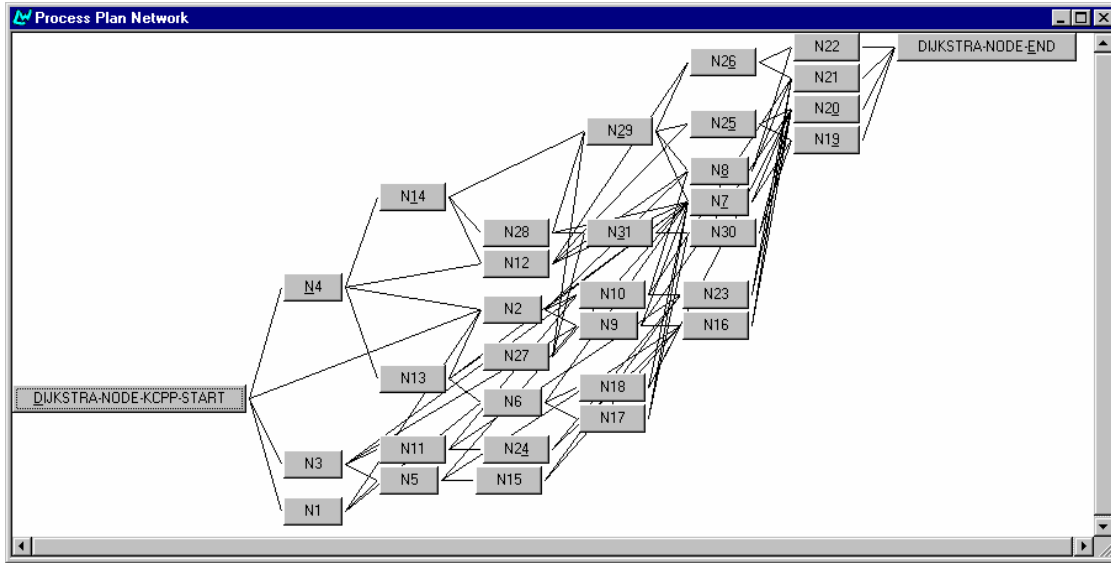 Process Plan Network
N22
DIJKSTRA-NODE-END
N26
N21
N20
N25
N29
N19
N8
N14
N7
N28
N31
N30
N12
N4
N10
N23
N2
N9
N16
N27
N13
N18
DIJKSTRA-NODE-KCPP-START
N6
N17
N11
N24
N3
N5
N15
N1